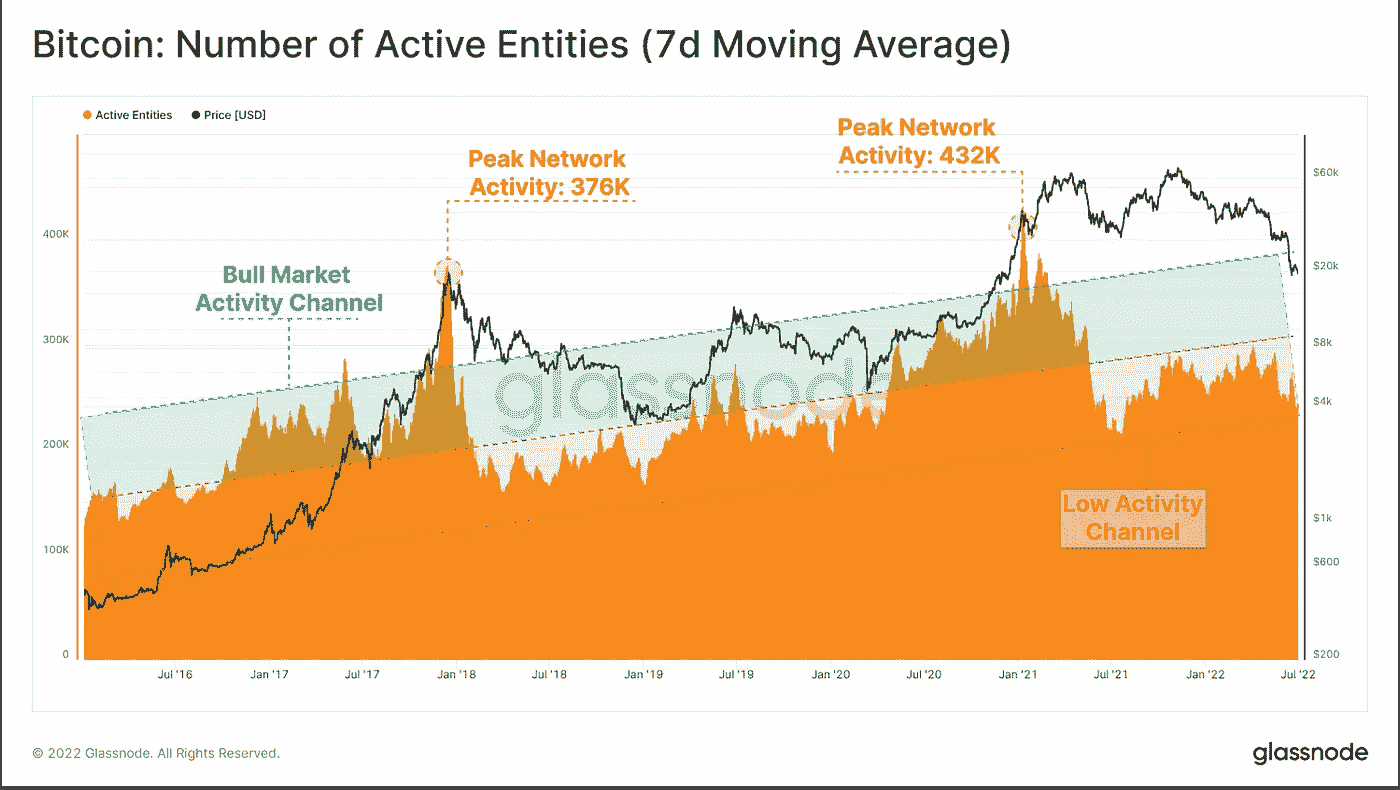 Bitcoin: Number of Active Entities (7d Moving Average)
Active Entities
Price [USD]
Peak Network
Activity: 432K
Peak Network
Activity: 376K
Bull Market
Activity Channel
glassnode
Low Activity
Channel
400K
300K
200K
100K
0
$60k
$20k
$8k
$4k
$1k
$600
$200
Jul '16
Jan '17
Jul '17
Jan '18
Jul '18
Jan '19
Jul '19
Jan '20
Jul '20
Jan '21
Jul '21
Jan '22
Jul '22
© 2022 Glassnode. All Rights Reserved.
glassnode